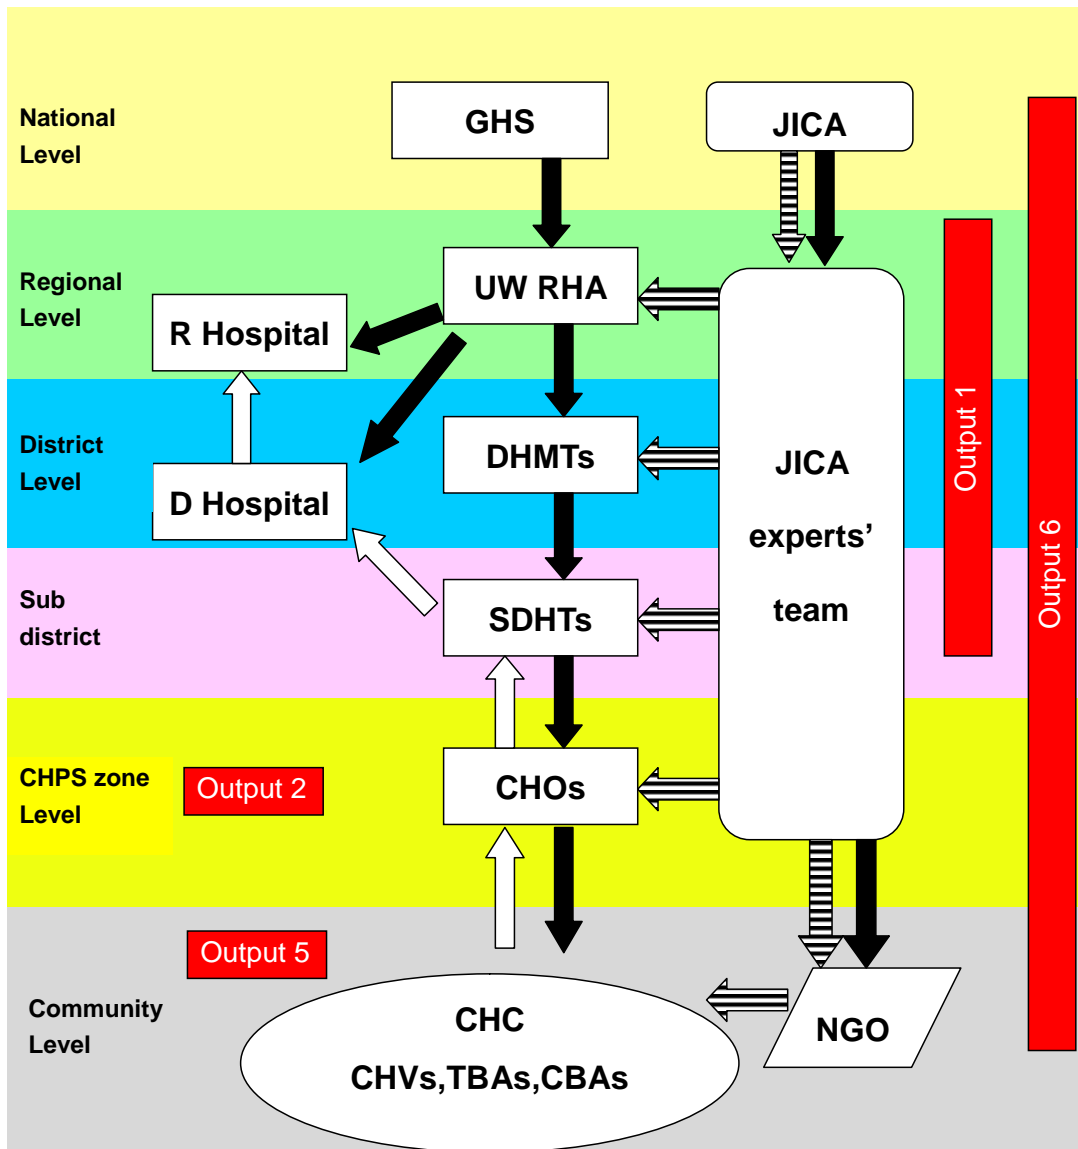 National
Level
GHS
JICA
Regional
Level
UW RHA
R Hospital
District
Level
DHMTs
D Hospital
JICA
experts’
team
Output 1
Output 6
Sub
district
SDHTs
CHPS zone
Level
Output 2
CHOs
Output 5
Community
Level
CHC
CHVs,TBAs,CBAs
NGO